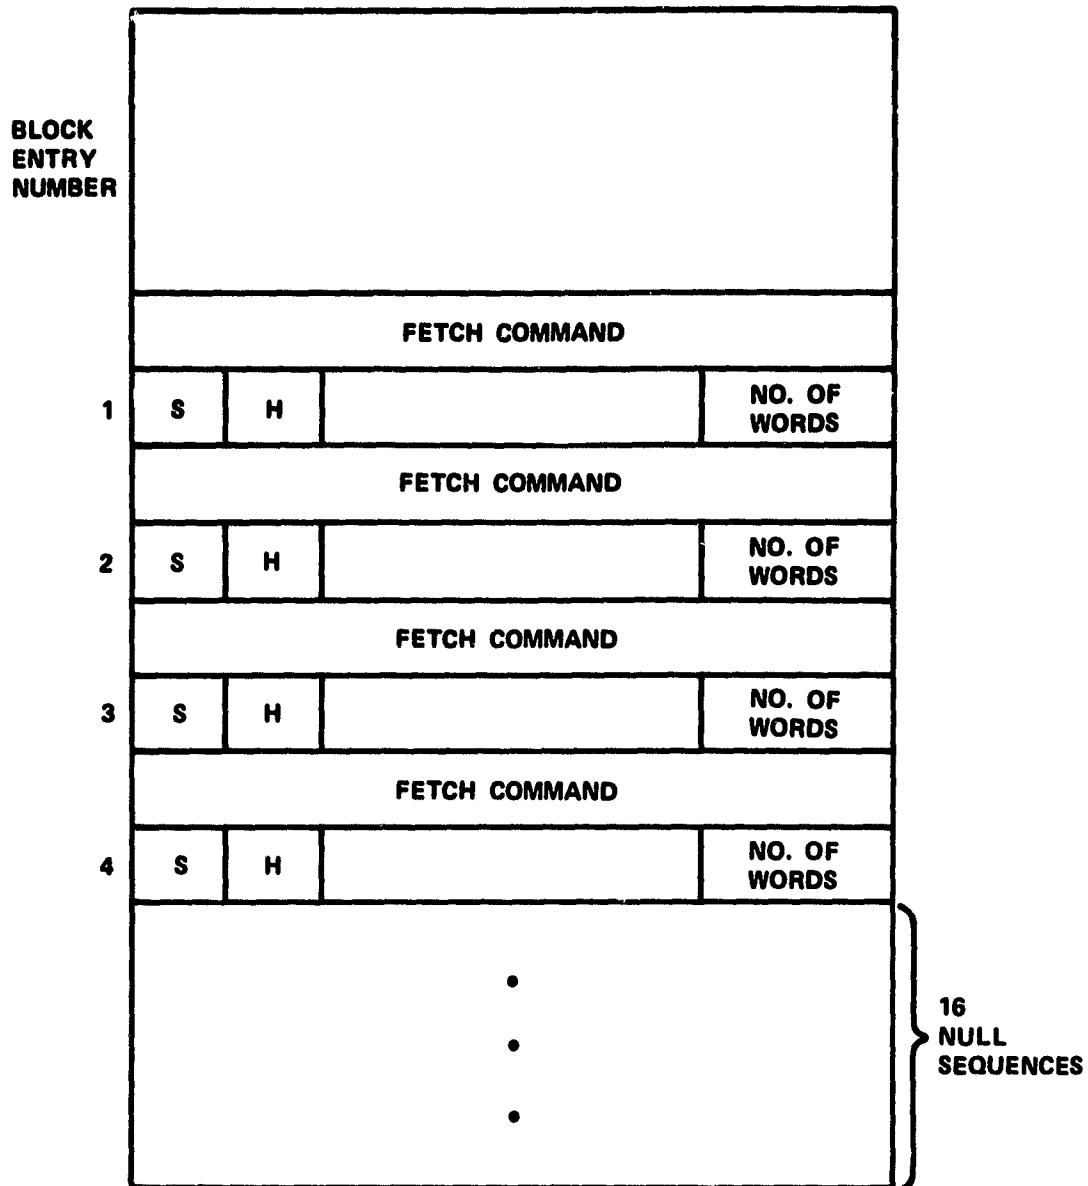 BLOCK
ENTRY
NUMBER
FETCH COMMAND
1 S H NO. OF
WORDS
FETCH COMMAND
2 S H NO. OF
WORDS
FETCH COMMAND
3 S H NO. OF
WORDS
FETCH COMMAND
4 S H NO. OF
WORDS
16
NULL
SEQUENCES